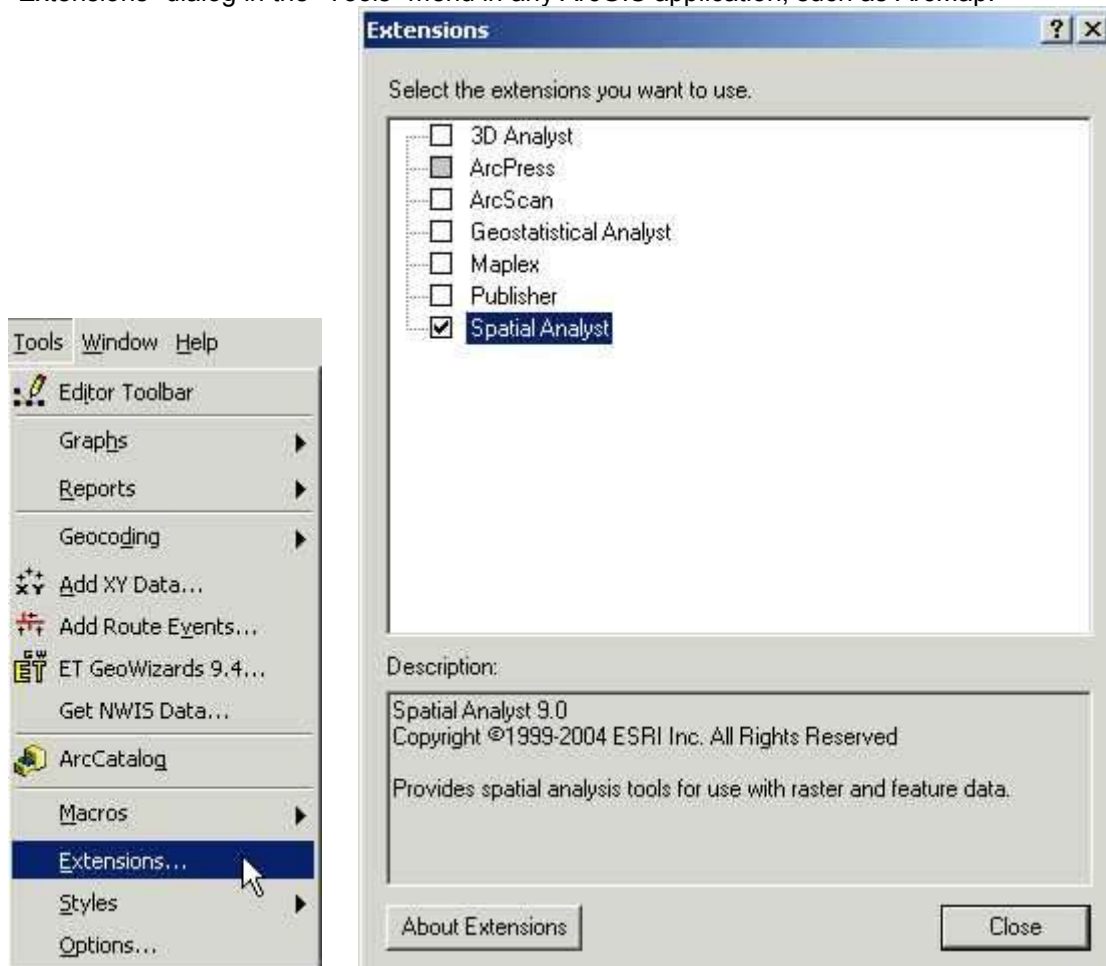 "Extensions" dialog in the "Tools" menu in any ArcGIS application, such as ArcMap.
Extensions
Select the extensions you want to use.
3D Analyst
ArcPress
ArcScan
Geostatistical Analyst
Maplex
Publisher
Spatial Analyst
Description:
Spatial Analyst 9.0
Copyright ©1999-2004 ESRI Inc. All Rights Reserved
Provides spatial analysis tools for use with raster and feature data.
About Extensions
Close
Tools Window Help
Editor Toolbar
Graphs
Reports
Geocoding
Add XY Data...
Add Route Events...
ET GeoWizards 9.4...
Get NWIS Data...
ArcCatalog
Macros
Extensions...
Styles
Options...